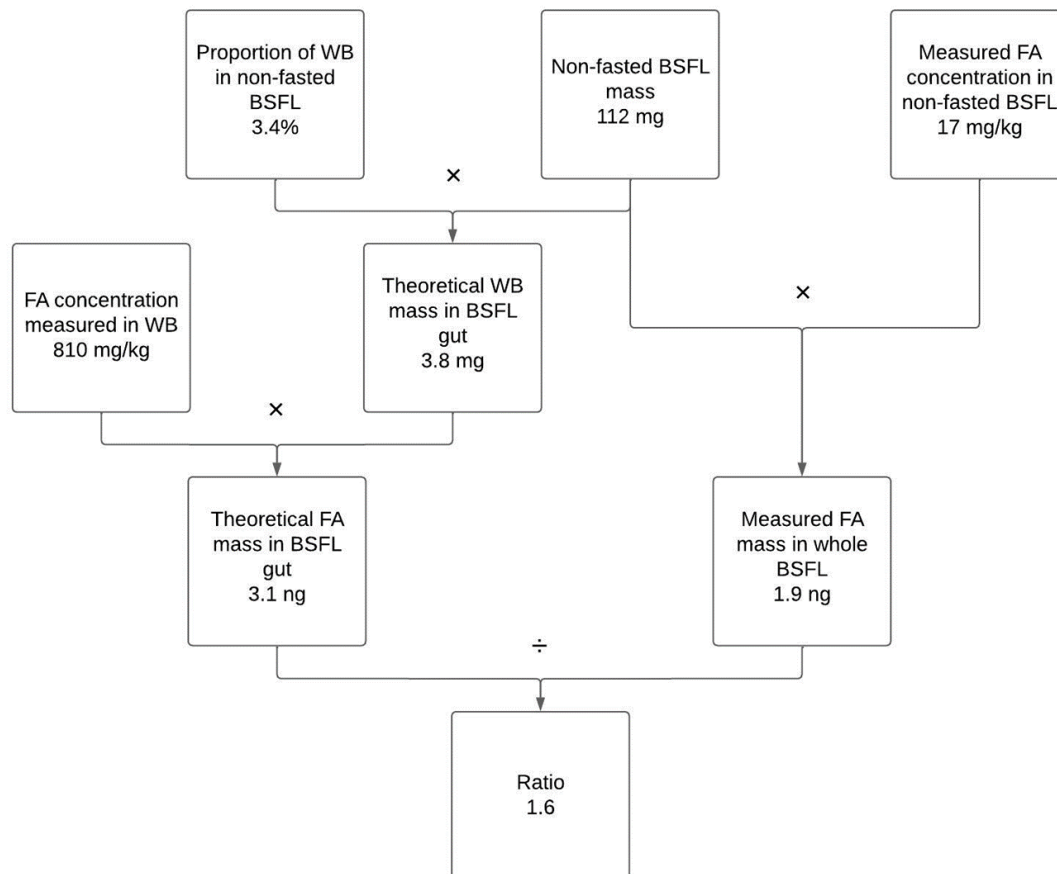 Proportion of WB
in non-fasted
BSFL
3.4%
Non-fasted BSFL
mass
112 mg
Measured FA
concentration in
non-fasted BSFL
17 mg/kg
×
FA concentration
measured in WB
810 mg/kg
Theoretical WB
mass in BSFL
gut
3.8 mg
×
×
Theoretical FA
mass in BSFL
gut
3.1 ng
Measured FA
mass in whole
BSFL
1.9 ng
÷
Ratio
1.6